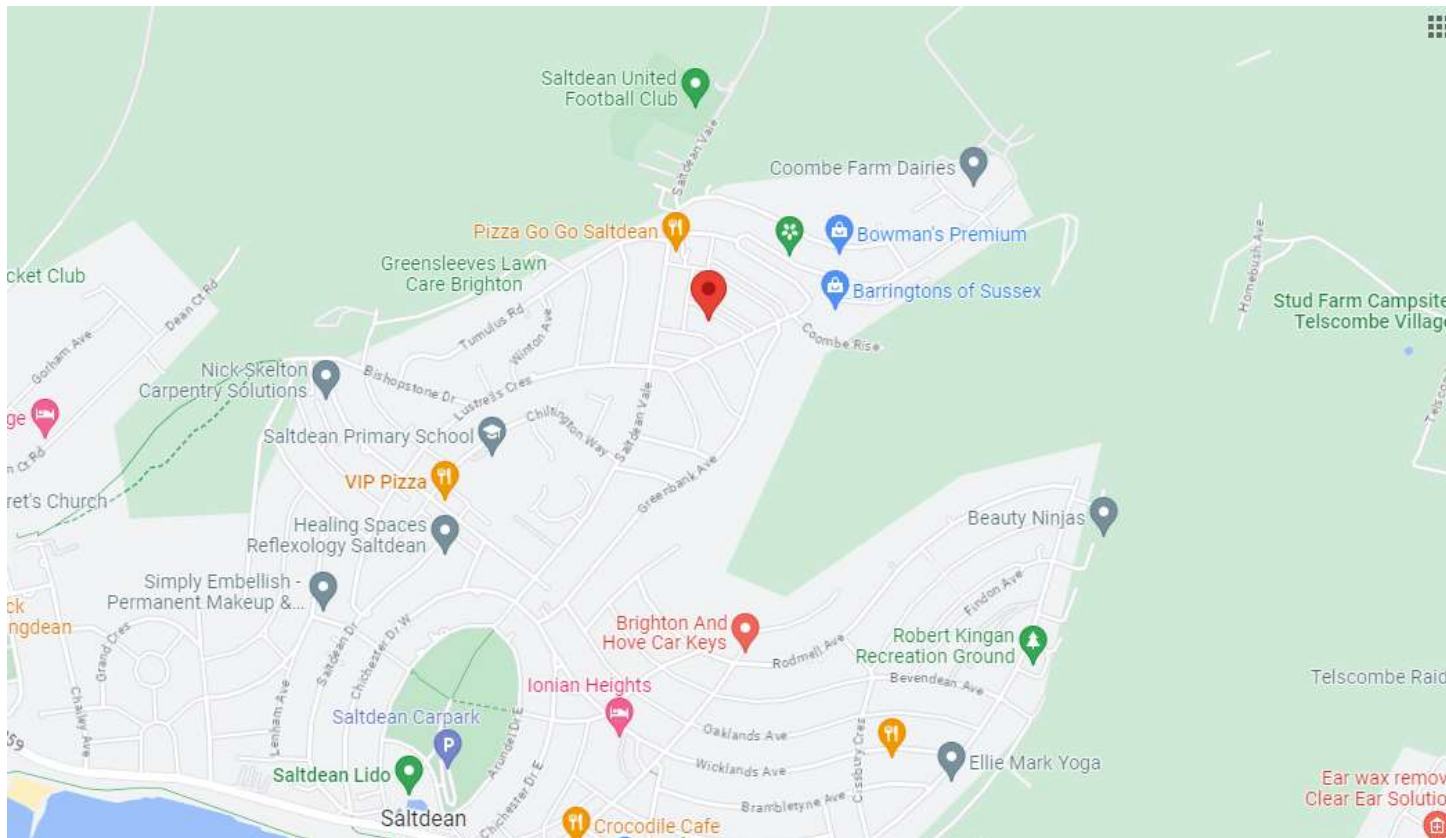 Saltdean United
Football Club
Saltdean Vale
Coombe Farm Dairies
Pizza Go Go Saltdean
Bowman's Premium
Greensleeves Lawn
Care Brighton
cket Club
Dean Ct Rd
Homebush Ave
Barringtons of Sussex
Stud Farm Campsite
Telscombe Village
Gorham Ave
Tumulus Rd
Winton Ave
Coombe Rise
Nick Skelton
Carpentry Solutions
Bishopstone Dr
Lustrells Cres
Telsco
ge
n Ct Rd
Saltdean Primary School
Chiltington Way
Saltdean Vale
VIP Pizza
Greenbank Ave
ret's Church
Healing Spaces
Reflexology Saltdean
Beauty Ninjas
Simply Embellish -
Permanent Makeup &...
Findon Ave
ck
ngdean
Grand Cres
Saltdean Dr
Chichester Dr W
Brighton And
Hove Car Keys
Robert Kingan
Recreation Ground
Rodmell Ave
Bevendean Ave
Telscombe Raid
Ionian Heights
Chailey Ave
Lenham Ave
Saltdean Carpark
P
Arundel Dr E
Oaklands Ave
Cissbury Cres
59
Wicklands Ave
Ellie Mark Yoga
Saltdean Lido
Chichester Dr E
Brambletyne Ave
Ear wax remov
Clear Ear Solutio
Saltdean
Crocodile Cafe